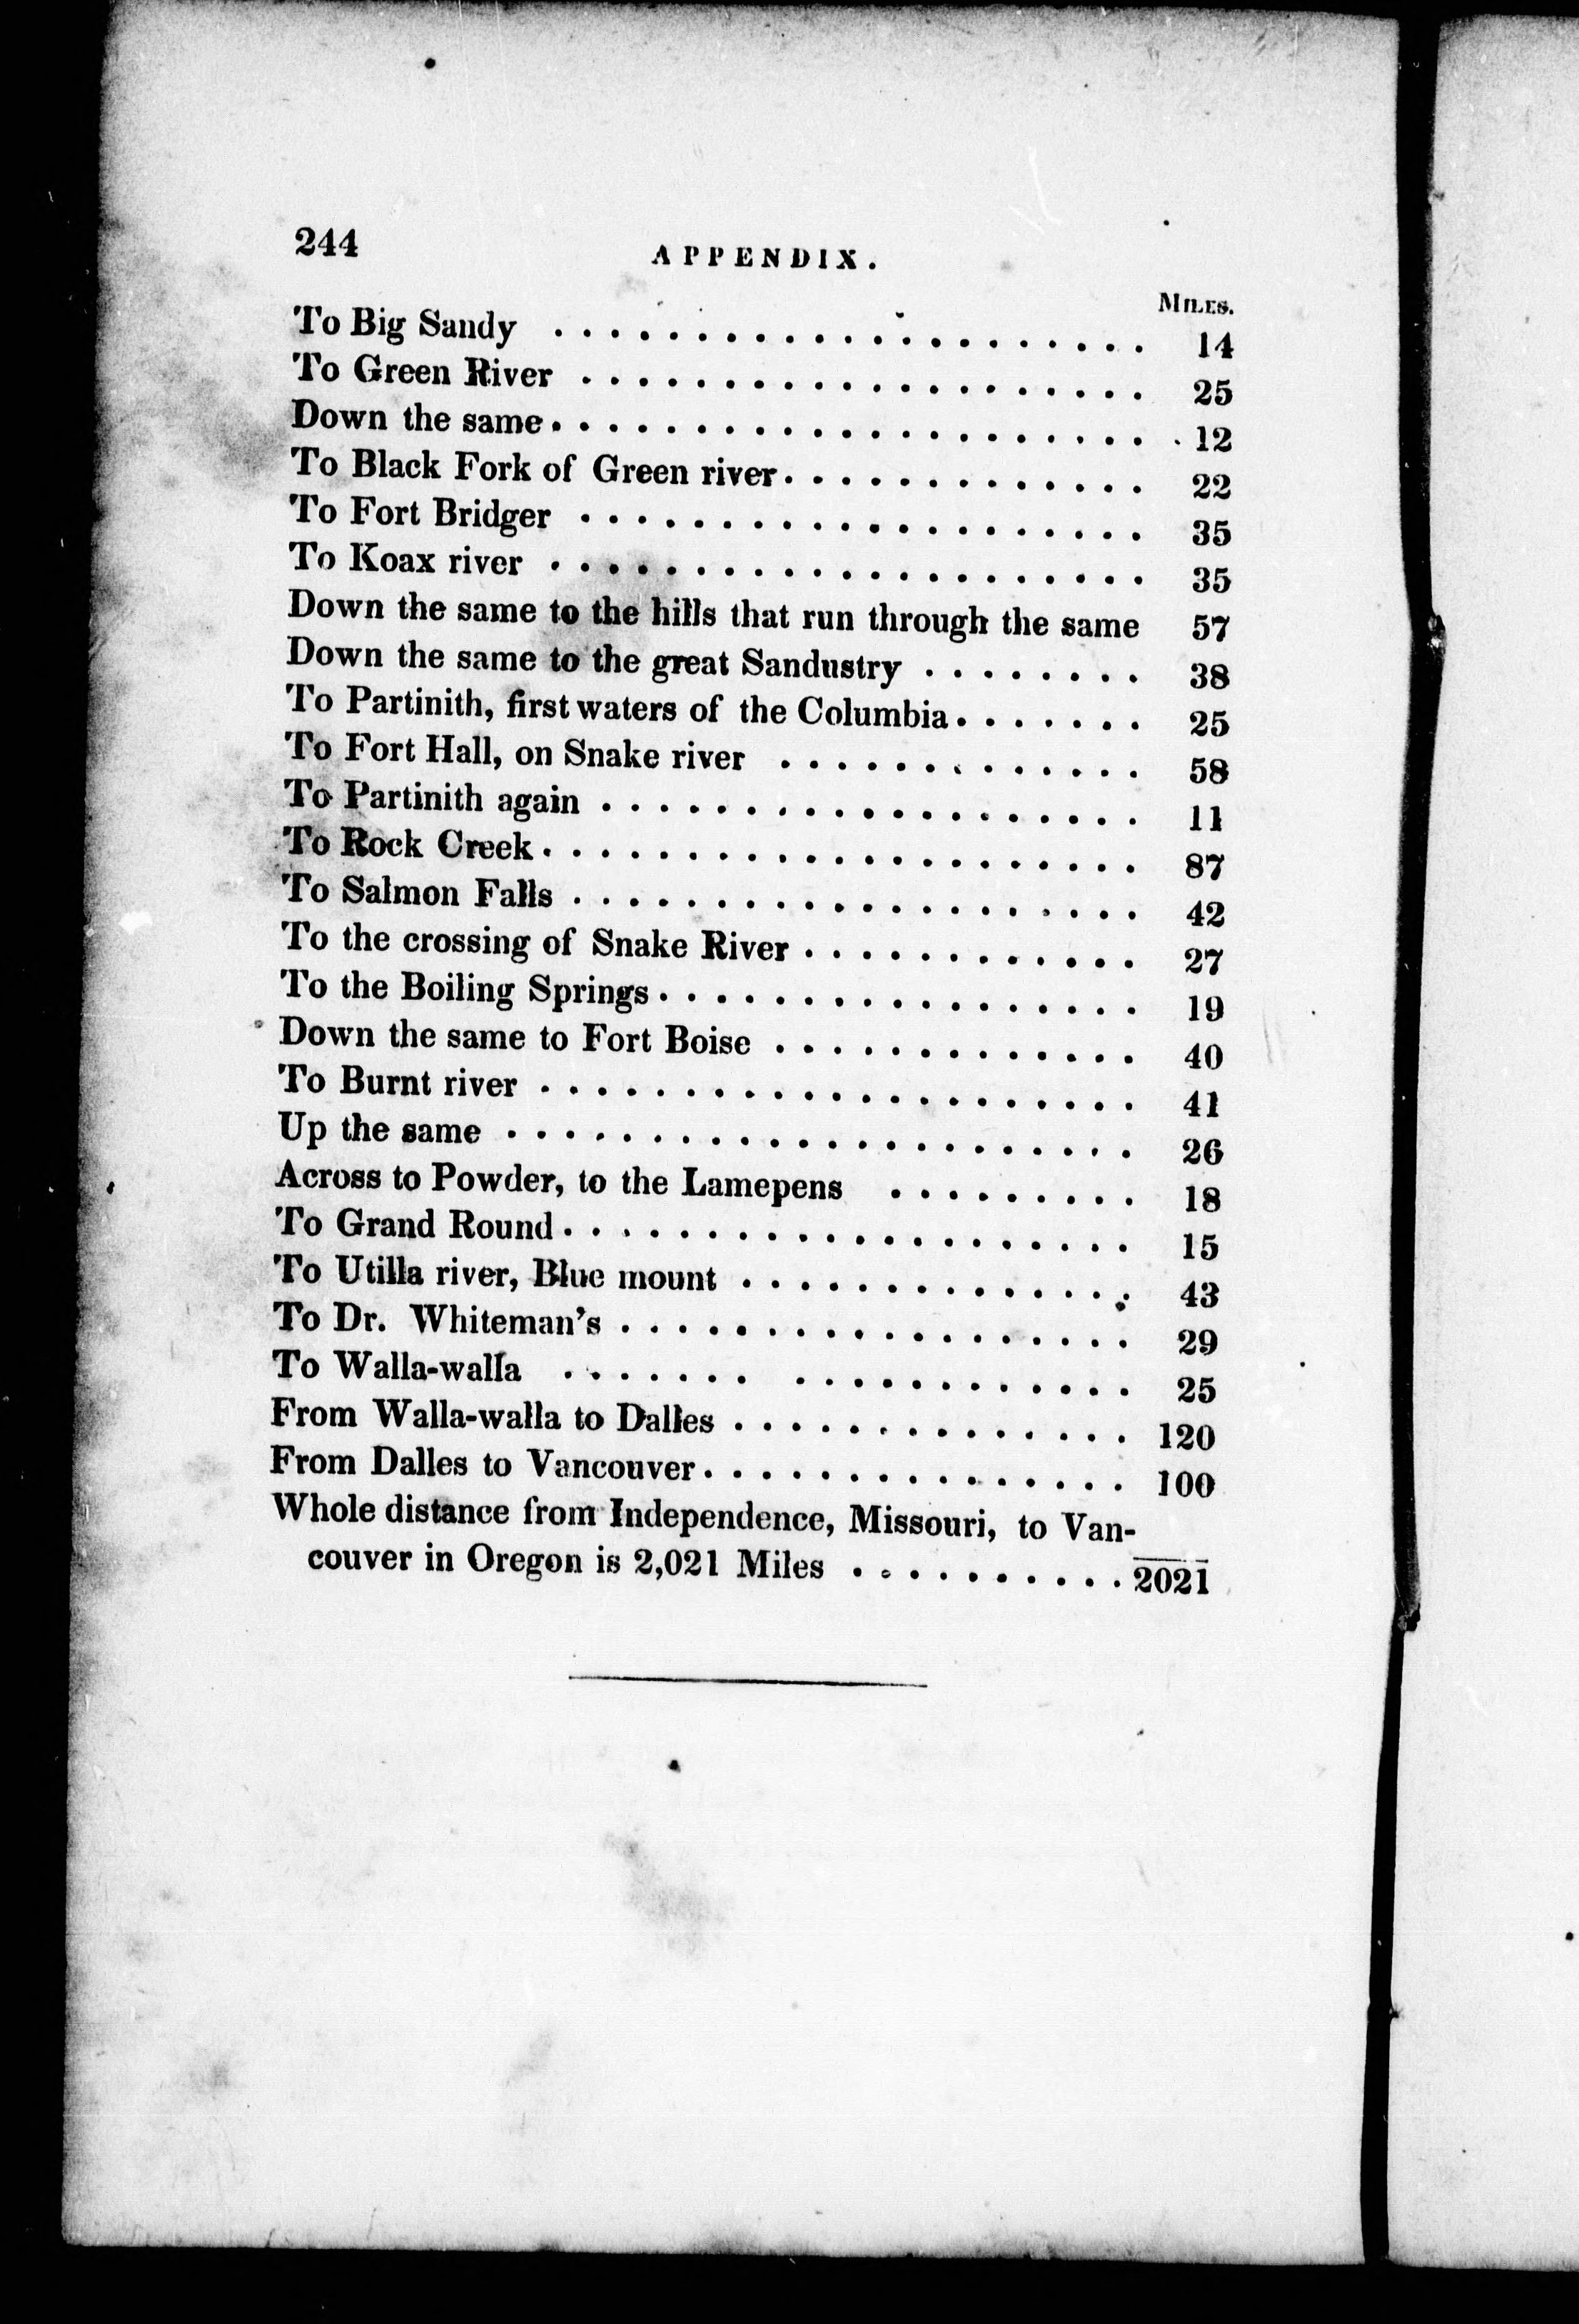 244 APPENDIX.
MILES.
To Big Sandy . . . . . . . . . . . . . . . . . . . . . 14
To Green River . . . . . . . . . . . . . . . . . . . . 25
Down the same. . . . . . . . . . . . . . . . . . . . . 12
To Black Fork of Green river. . . . . . . . . . . . . 22
To Fort Bridger . . . . . . . . . . . . . . . . . . . . 35
To Koax river . . . . . . . . . . . . . . . . . . . . . 35
Down the same to the hills that run through the same 57
Down the same to the great Sandustry . . . . . . . . 38
To Partinith, first waters of the Columbia. . . . . . . 25
To Fort Hall, on Snake river . . . . . . . . . . . . . 58
To Partinith again . . . . . . . . . . . . . . . . . . . 11
To Rock Creek. . . . . . . . . . . . . . . . . . . . . 87
To Salmon Falls . . . . . . . . . . . . . . . . . . . . 42
To the crossing of Snake River . . . . . . . . . . . . 27
To the Boiling Springs. . . . . . . . . . . . . . . . . 19
Down the same to Fort Boise . . . . . . . . . . . . . 40
To Burnt river . . . . . . . . . . . . . . . . . . . . . 41
Up the same . . . . . . . . . . . . . . . . . . . . . . 26
Across to Powder, to the Lamepens . . . . . . . . . 18
To Grand Round. . . . . . . . . . . . . . . . . . . . 15
To Utilla river, Blue mount . . . . . . . . . . . . . . 43
To Dr. Whiteman's . . . . . . . . . . . . . . . . . . 29
To Walla-walla . . . . . . . . . . . . . . . . . . . 25
From Walla-walla to Dalles . . . . . . . . . . . . . . 120
From Dalles to Vancouver. . . . . . . . . . . . . . . 100
Whole distance from Independence, Missouri, to Van-
couver in Oregon is 2,021 Miles . . . . . . . . . . 2021